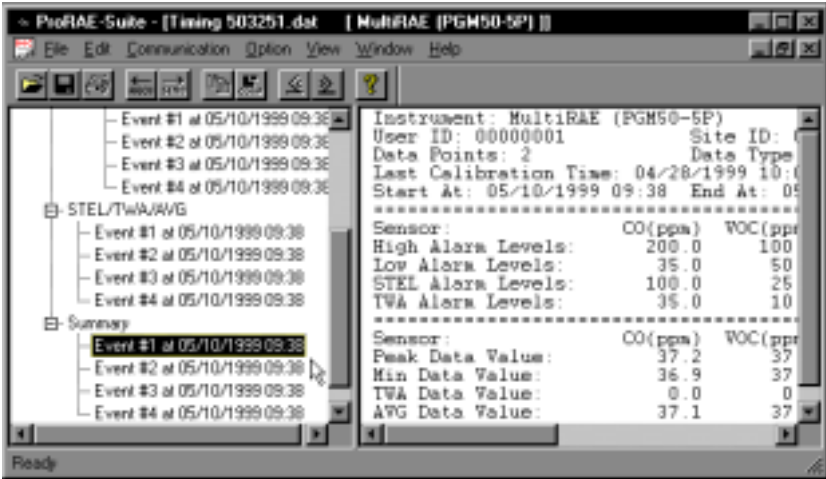 ProRAE-Suite - [Timing 503251.dat [ MultiRAE (PGM50-5P) ]]
File Edit Communication Option View Window Help
Event #1 at 05/10/1999 09:38
Event #2 at 05/10/1999 09:38
Event #3 at 05/10/1999 09:38
Event #4 at 05/10/1999 09:38
STEL/TWA/AVG
Event #1 at 05/10/1999 09:38
Event #2 at 05/10/1999 09:38
Event #3 at 05/10/1999 09:38
Event #4 at 05/10/1999 09:38
Summary
Event #1 at 05/10/1999 09:38
Event #2 at 05/10/1999 09:38
Event #3 at 05/10/1999 09:38
Event #4 at 05/10/1999 09:38
Instrument: MultiRAE (PGM50-5P)
User ID: 00000001 Site ID:
Data Points: 2 Data Type
Last Calibration Time: 04/28/1999 10:
Start At: 05/10/1999 09:38 End At: 05
Sensor: CO(ppm) VOC(ppm
High Alarm Levels: 200.0 100
Low Alarm Levels: 35.0 50
STEL Alarm Levels: 100.0 25
TWA Alarm Levels: 35.0 10
Sensor: CO(ppm) VOC(ppm
Peak Data Value: 37.2 37
Min Data Value: 36.9 37
TWA Data Value: 0.0 0
AVG Data Value: 37.1 37
Ready